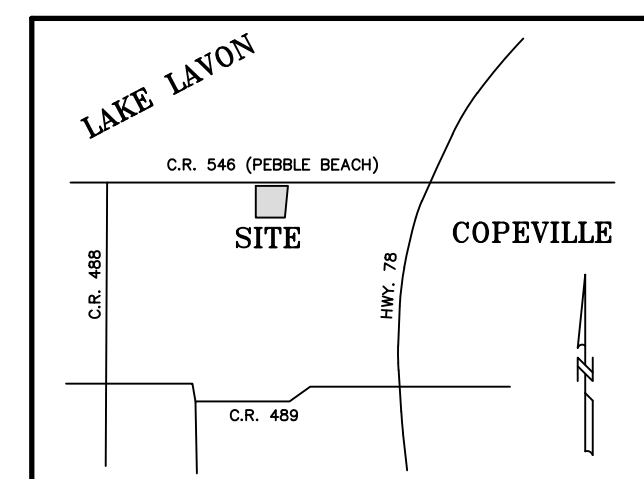 LAKE LAVON
C.R. 546 (PEBBLE BEACH)
SITE
COPEVILLE
C.R. 488
HWY. 78
N
C.R. 489